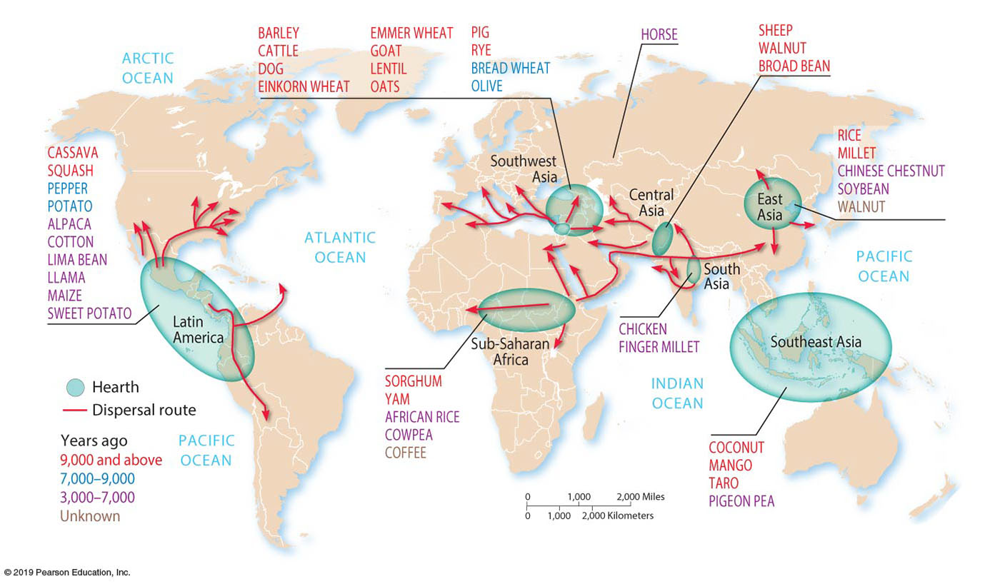 BARLEY
CATTLE
DOG
EINKORN WHEAT
EMMER WHEAT
GOAT
LENTIL
OATS
PIG
RYE
BREAD WHEAT
OLIVE
HORSE
SHEEP
WALNUT
BROAD BEAN
ARCTIC
OCEAN
CASSAVA
SQUASH
PEPPER
POTATO
ALPACA
COTTON
LIMA BEAN
LLAMA
MAIZE
SWEET POTATO
RICE
MILLET
CHINESE CHESTNUT
SOYBEAN
WALNUT
Southwest
Asia
Central
Asia
East
Asia
ATLANTIC
OCEAN
PACIFIC
OCEAN
South
Asia
Latin
America
CHICKEN
FINGER MILLET
Sub-Saharan
Africa
Southeast Asia
SORGHUM
YAM
AFRICAN RICE
COWPEA
COFFEE
INDIAN
OCEAN
COCONUT
MANGO
TARO
PIGEON PEA
Hearth
Dispersal route
Years ago
9,000 and above
7,000–9,000
3,000–7,000
Unknown
PACIFIC
OCEAN
0 1,000 2,000 Miles
0 1,000 2,000 Kilometers
© 2019 Pearson Education, Inc.